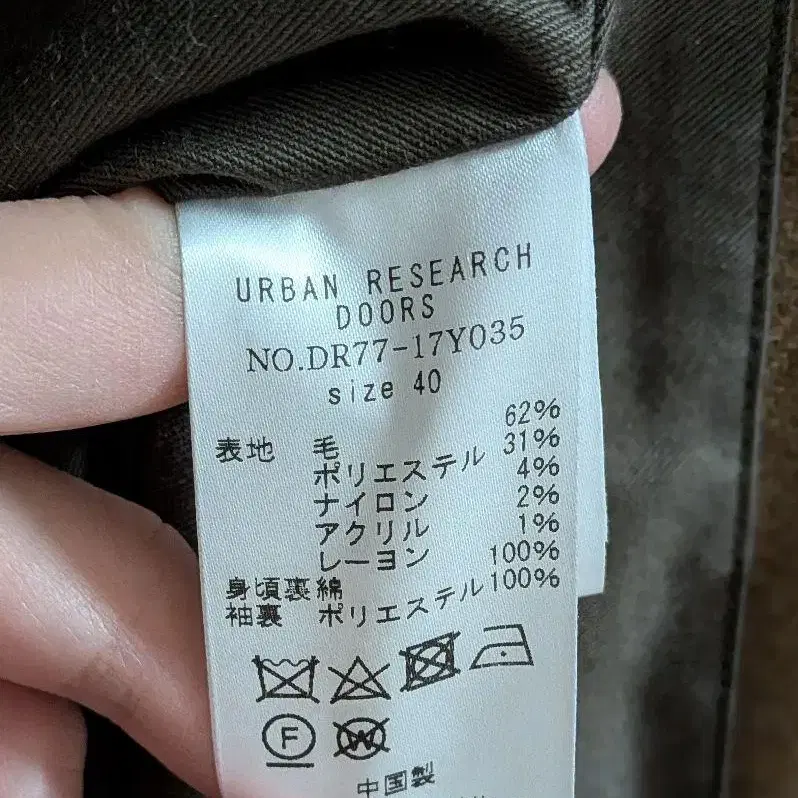 URBAN RESEARCH
DOORS
NO.DR77-17Y035
size 40
表地 毛 62%
ポリエステル 31%
ナイロン 4%
アクリル 2%
レーヨン 1%
身頃裏 綿 100%
袖裏 ポリエステル 100%
F W
中国製